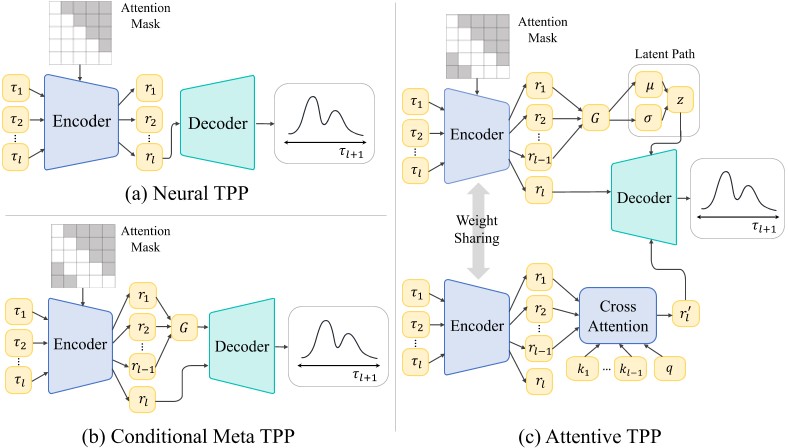 Attention
Mask
τ1
τ2
⋮
τl
Encoder
r1
r2
⋮
rl
Decoder
τl+1
(a) Neural TPP
Attention
Mask
τ1
τ2
⋮
τl
Encoder
r1
r2
⋮
rl−1
rl
G
Decoder
τl+1
(b) Conditional Meta TPP
Attention
Mask
τ1
τ2
⋮
τl
Encoder
r1
r2
⋮
rl−1
rl
G
Latent Path
μ
σ
z
Decoder
τl+1
Weight
Sharing
τ1
τ2
⋮
τl
Encoder
r1
r2
⋮
rl−1
rl
Cross
Attention
rl′
k1 ⋯ kl−1 q
(c) Attentive TPP